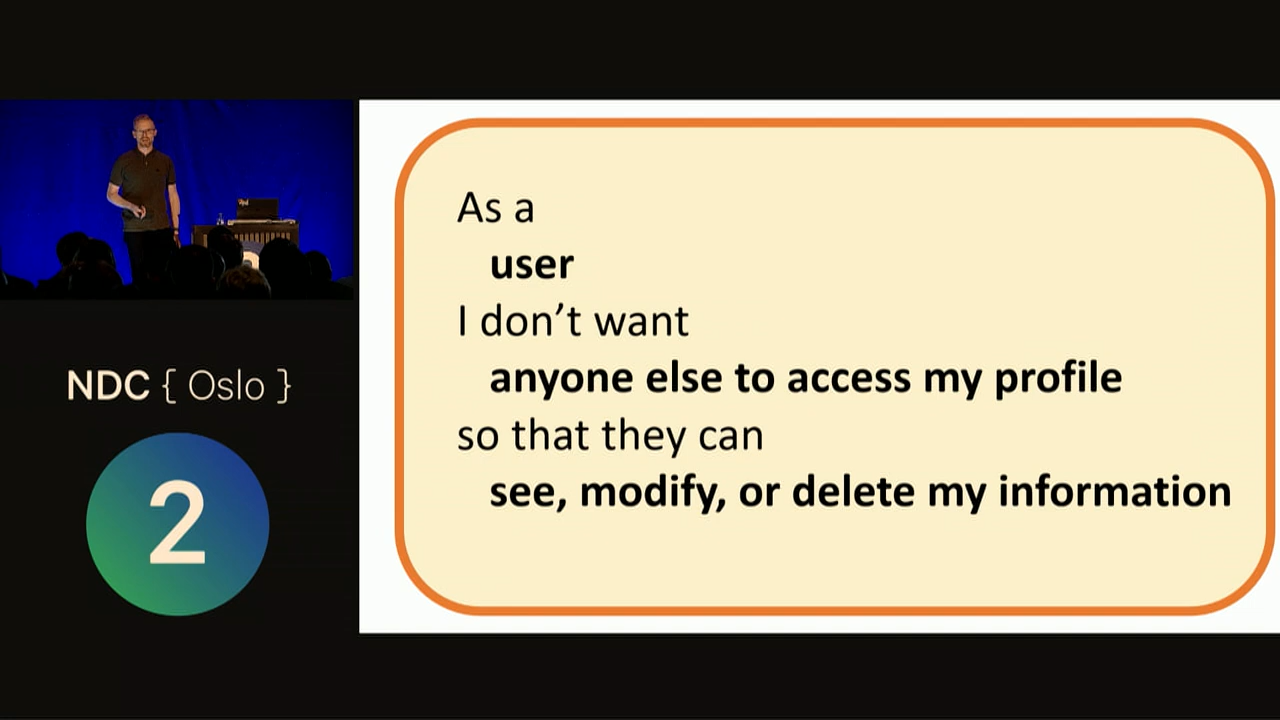 As a
user
I don't want
anyone else to access my profile
so that they can
see, modify, or delete my information
NDC { Oslo }
2